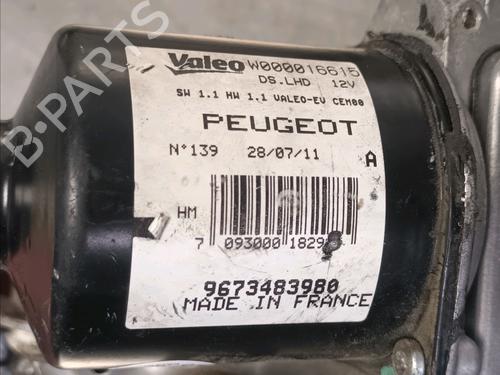 Valeo W000016615
DS.LHD 12V
SW 1.1 HW 1.1 VALEO-EV CEM00
PEUGEOT
N°139 28/07/11 A
HM
7 093000 1829
9673483980
MADE IN FRANCE
B-PARTS